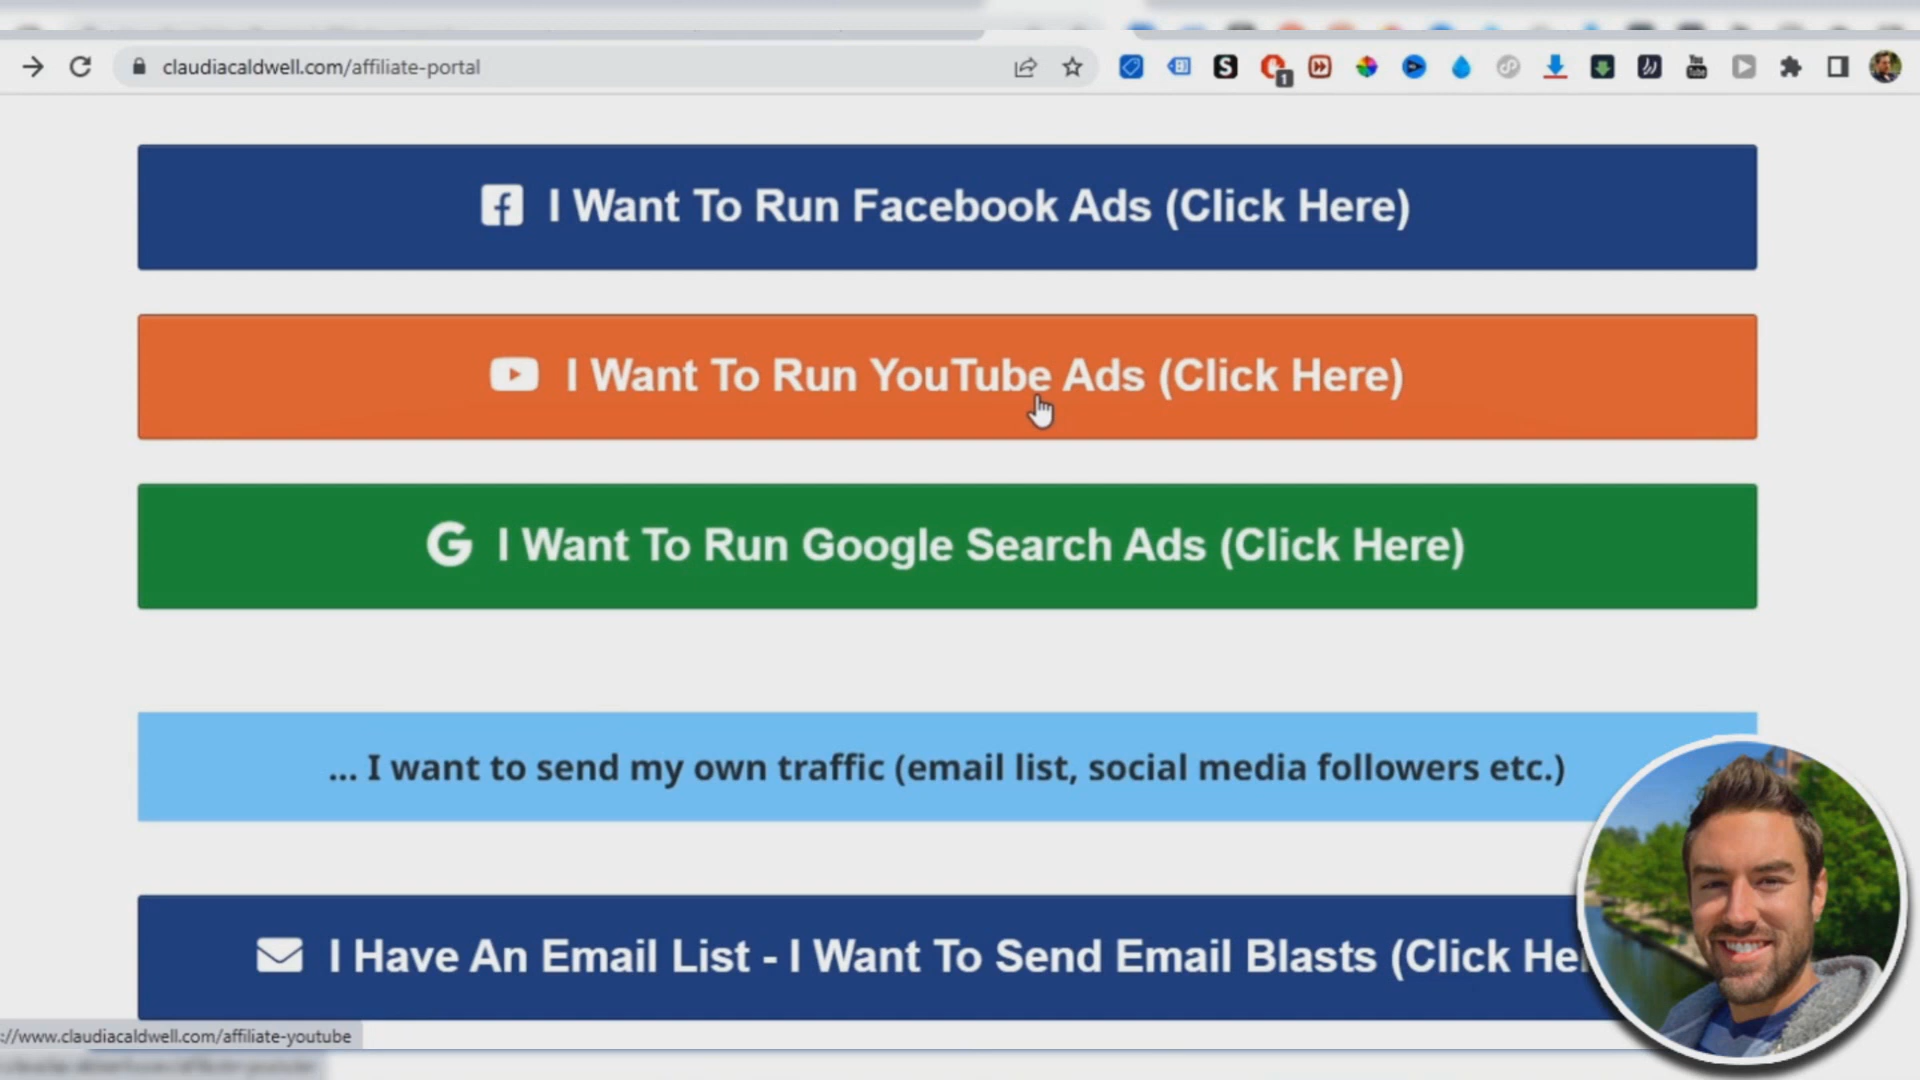 claudiacaldwell.com/affiliate-portal
I Want To Run Facebook Ads (Click Here)
I Want To Run YouTube Ads (Click Here)
I Want To Run Google Search Ads (Click Here)
... I want to send my own traffic (email list, social media followers etc.)
I Have An Email List - I Want To Send Email Blasts (Click He
://www.claudiacaldwell.com/affiliate-youtube